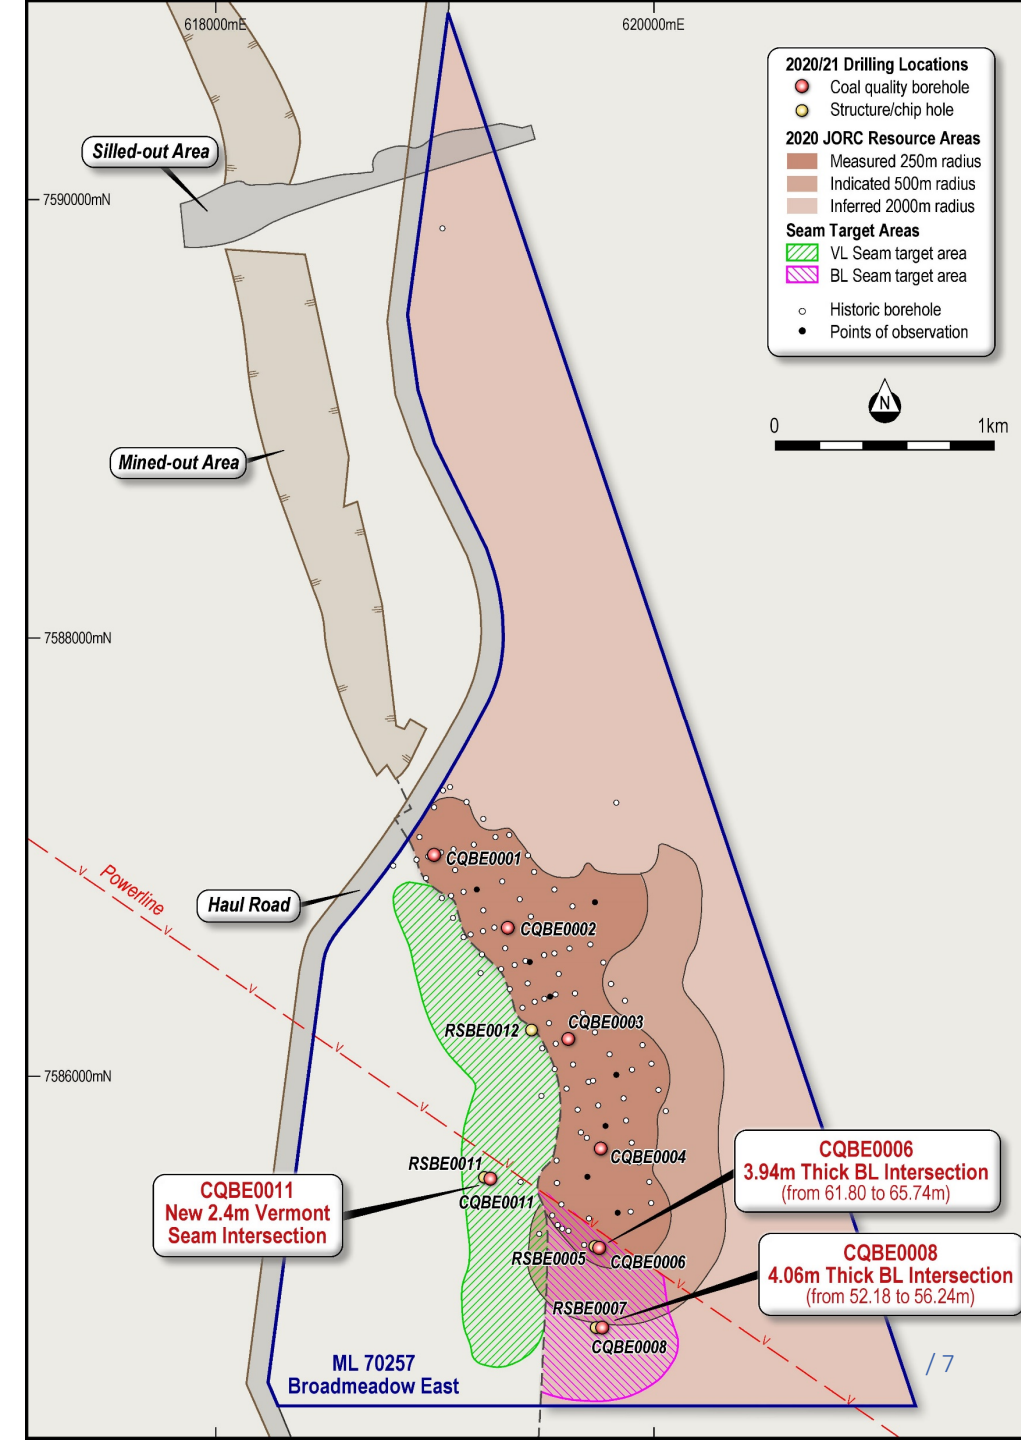 618000mE
620000mE
2020/21 Drilling Locations
Coal quality borehole
Structure/chip hole
2020 JORC Resource Areas
Measured 250m radius
Indicated 500m radius
Inferred 2000m radius
Seam Target Areas
VL Seam target area
BL Seam target area
Historic borehole
Points of observation
Silled-out Area
7590000mN
N
0
1km
Mined-out Area
7588000mN
CQBE0001
Powerline
Haul Road
CQBE0002
RSBE0012
CQBE0003
7586000mN
CQBE0004
RSBE0011
CQBE0011
CQBE0006
3.94m Thick BL Intersection
(from 61.80 to 65.74m)
CQBE0011
New 2.4m Vermont
Seam Intersection
RSBE0005
CQBE0006
CQBE0008
4.06m Thick BL Intersection
(from 52.18 to 56.24m)
RSBE0007
CQBE0008
ML 70257
Broadmeadow East
/ 7